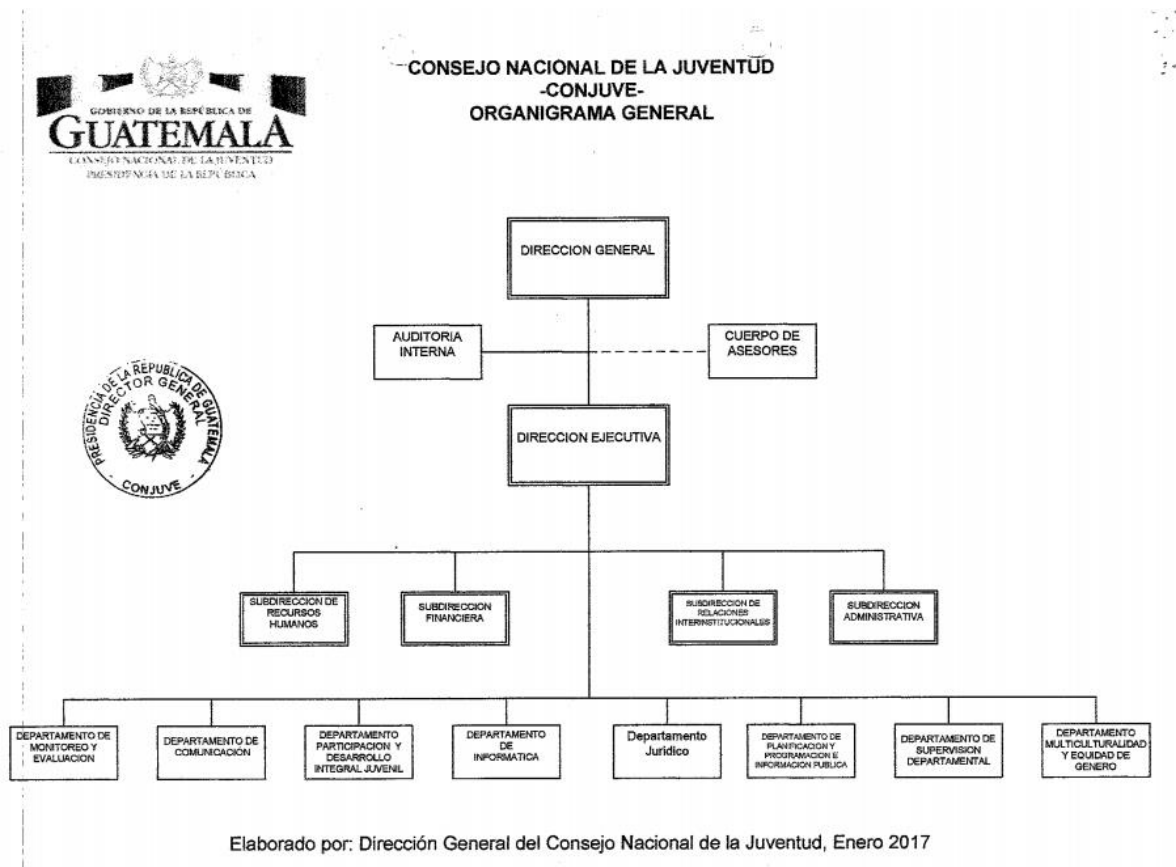 CONSEJO NACIONAL DE LA JUVENTUD
-CONJUVE-
ORGANIGRAMA GENERAL
GOBIERNO DE LA REPÚBLICA DE
GUATEMALA
CONSEJO NACIONAL DE LA JUVENTUD
PRESIDENCIA DE LA REPÚBLICA
DIRECCION GENERAL
AUDITORIA
INTERNA
CUERPO DE
ASESORES
PRESIDENCIA DE LA REPUBLICA DE GUATEMALA
DIRECTOR GENERAL
- CONJUVE -
DIRECCION EJECUTIVA
SUBDIRECCION DE
RECURSOS
HUMANOS
SUBDIRECCION
FINANCIERA
SUBDIRECCION DE
RELACIONES
INTERINSTITUCIONALES
SUBDIRECCION
ADMINISTRATIVA
DEPARTAMENTO DE
MONITOREO Y
EVALUACION
DEPARTAMENTO DE
COMUNICACIÓN
DEPARTAMENTO
PARTICIPACION Y
DESARROLLO
INTEGRAL JUVENIL
DEPARTAMENTO
DE
INFORMATICA
Departamento
Juridico
DEPARTAMENTO DE
PLANIFICACION Y
PROGRAMACION E
INFORMACION PUBLICA
DEPARTAMENTO DE
SUPERVISION
DEPARTAMENTAL
DEPARTAMENTO
MULTICULTURALIDAD
Y EQUIDAD DE
GENERO
Elaborado por: Dirección General del Consejo Nacional de la Juventud, Enero 2017